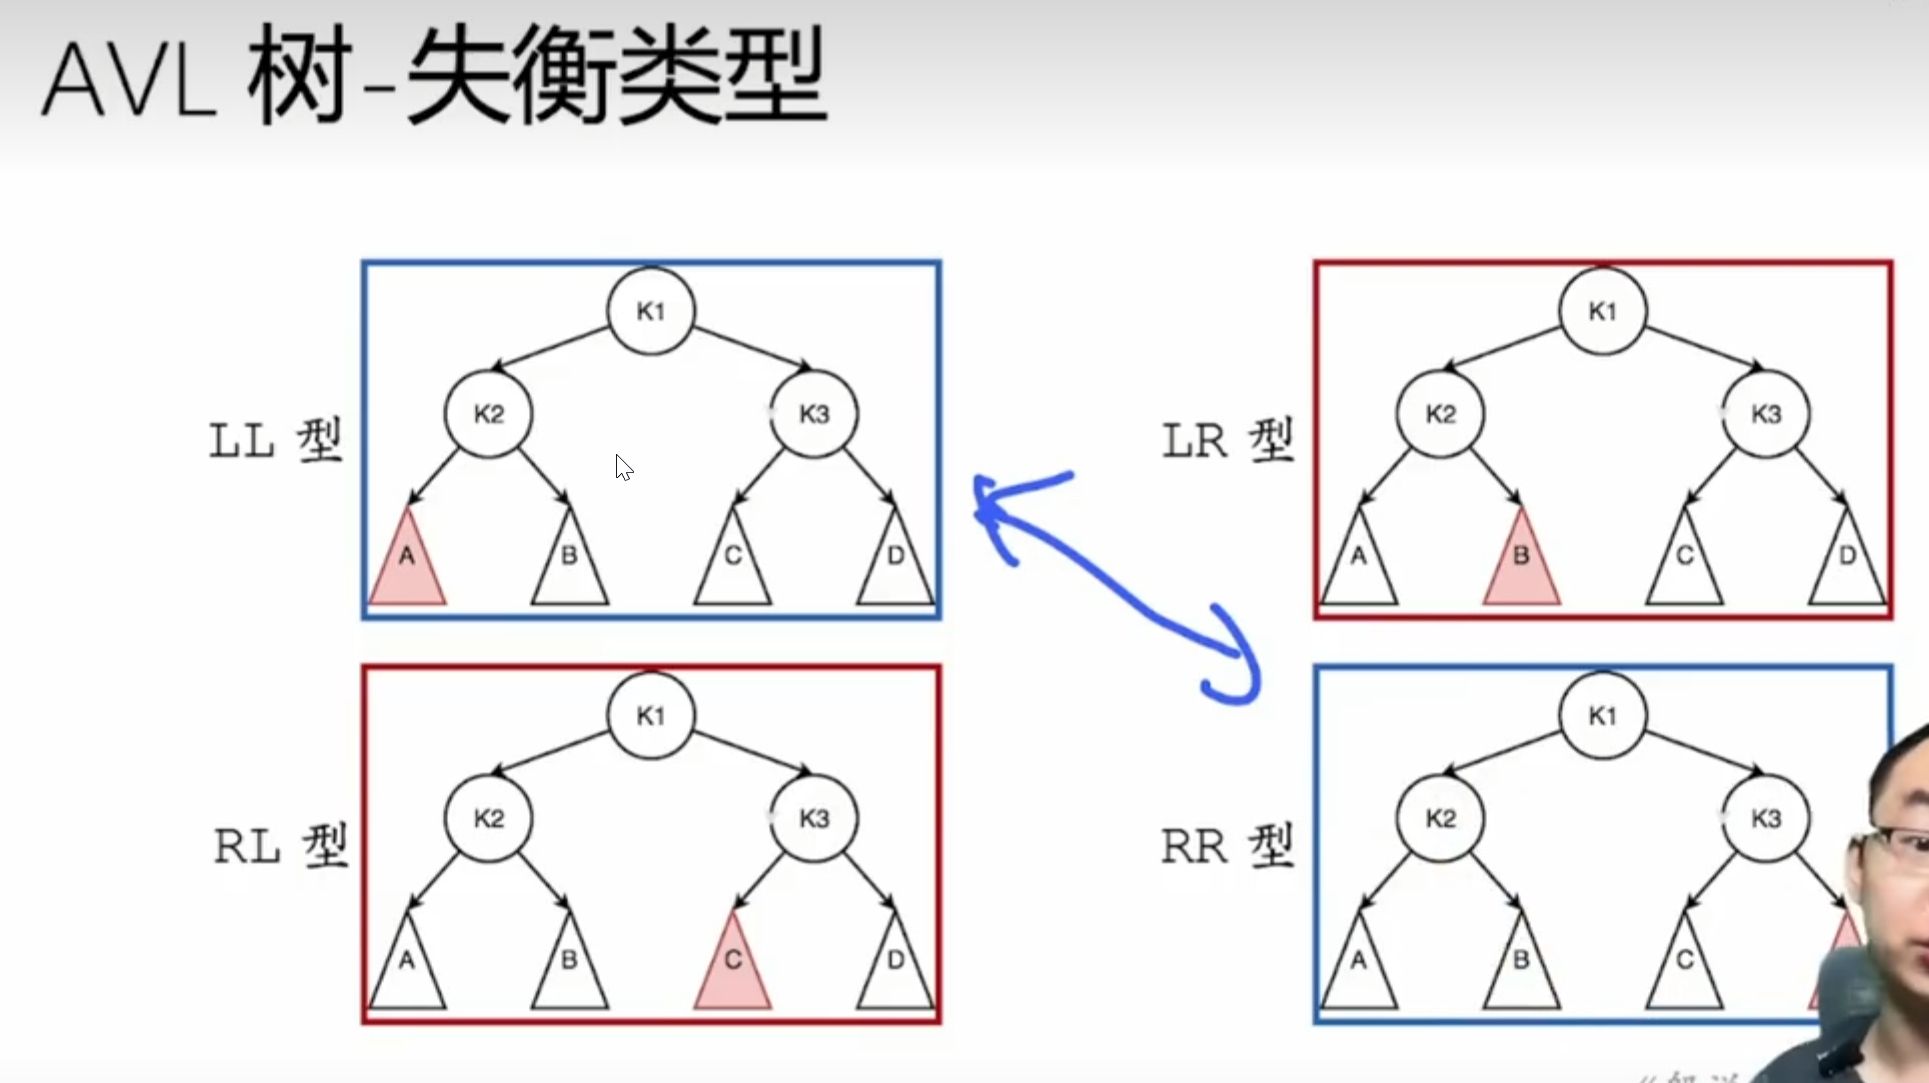 AVL 树-失衡类型
LL 型
K1
K2 K3
A B C D
LR 型
K1
K2 K3
A B C D
RL 型
K1
K2 K3
A B C D
RR 型
K1
K2 K3
A B C